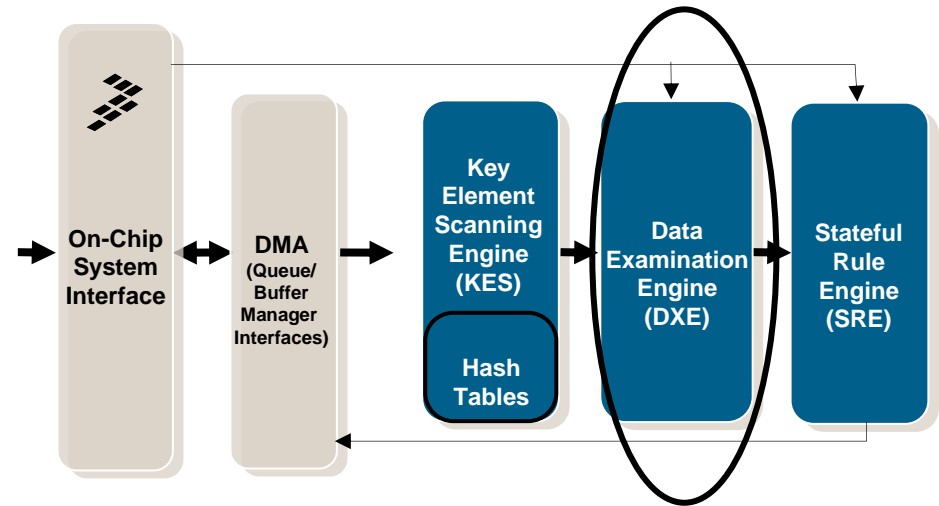 On-Chip
System
Interface
DMA
(Queue/
Buffer
Manager
Interfaces)
Key
Element
Scanning
Engine
(KES)
Hash
Tables
Data
Examination
Engine
(DXE)
Stateful
Rule
Engine
(SRE)